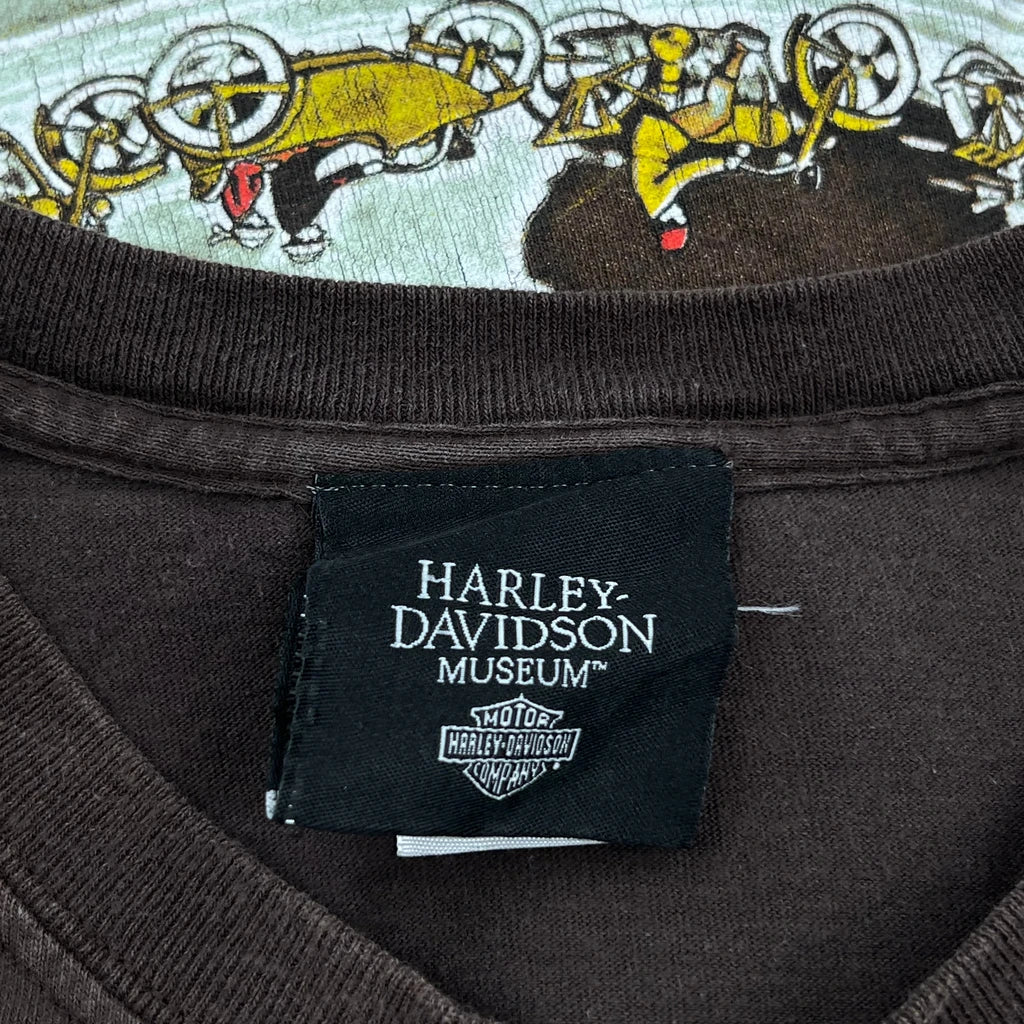 HARLEY-
DAVIDSON
MUSEUM™
MOTOR
HARLEY-DAVIDSON
COMPANY